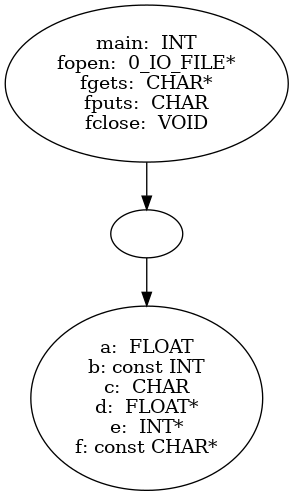 main:  INT
fopen:  0_IO_FILE*
fgets:  CHAR*
fputs:  CHAR
fclose:  VOID
a:  FLOAT
b: const INT
c:  CHAR
d:  FLOAT*
e:  INT*
f: const CHAR*